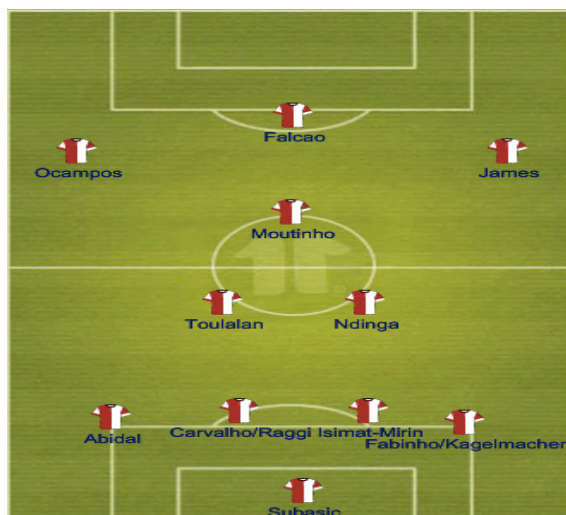 Falcao
Ocampos
James
Moutinho
Toulalan
Ndinga
Abidal
Carvalho/Raggi
Isimat-Mirin
Fabinho/Kagelmacher
Subasic